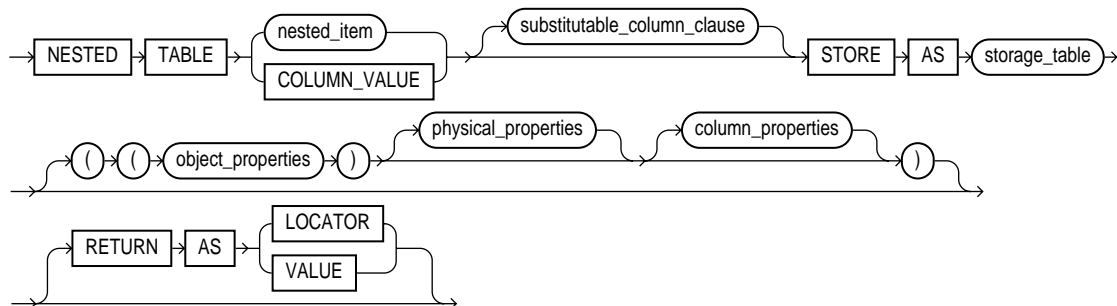 NESTED TABLE nested_item COLUMN_VALUE substitutable_column_clause STORE AS storage_table
( ( object_properties ) physical_properties column_properties )
RETURN AS LOCATOR VALUE